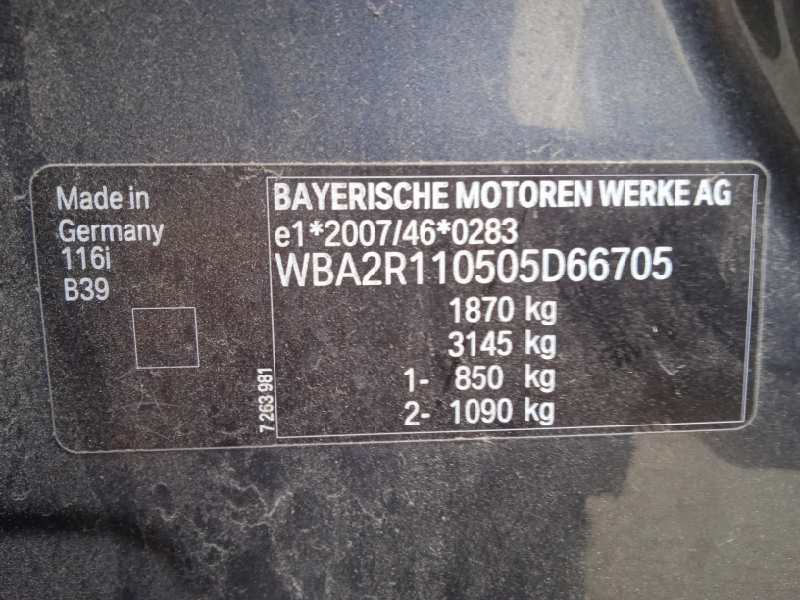 Made in
Germany
116i
B39
7 263 981
BAYERISCHE MOTOREN WERKE AG
e1*2007/46*0283
WBA2R110505D66705
1870 kg
3145 kg
1- 850 kg
2- 1090 kg